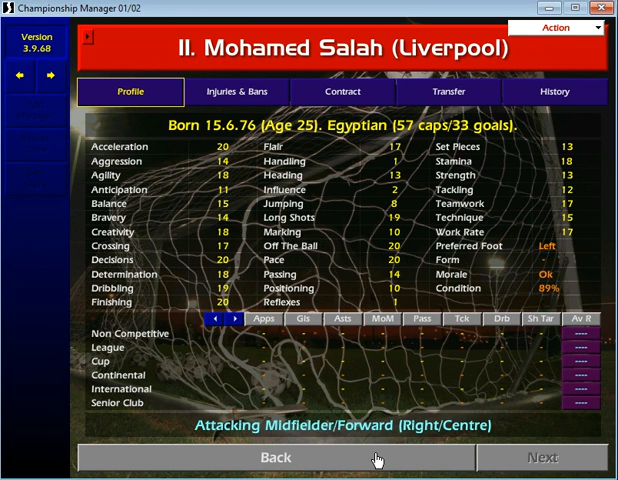 Championship Manager 01/02
Version
3.9.68
Action
11. Mohamed Salah (Liverpool)
Profile Injuries & Bans Contract Transfer History
Born 15.6.76 (Age 25). Egyptian (57 caps/33 goals).
Acceleration 20 Flair 17 Set Pieces 13
Aggression 14 Handling 1 Stamina 18
Agility 18 Heading 13 Strength 13
Anticipation 11 Influence 2 Tackling 12
Balance 15 Jumping 8 Teamwork 17
Bravery 14 Long Shots 19 Technique 15
Creativity 18 Marking 10 Work Rate 17
Crossing 17 Off The Ball 20 Preferred Foot Left
Decisions 20 Pace 20 Form -
Determination 18 Passing 14 Morale Ok
Dribbling 19 Positioning 10 Condition 89%
Finishing 20 Reflexes 1
Apps Gls Asts MoM Pass Tck Drb Sh Tar Av R
Non Competitive - - - - - - - - ----
League - - - - - - - - ----
Cup - - - - - - - - ----
Continental - - - - - - - - ----
International - - - - - - - - ----
Senior Club - - - - - - - - ----
Attacking Midfielder/Forward (Right/Centre)
Back Next